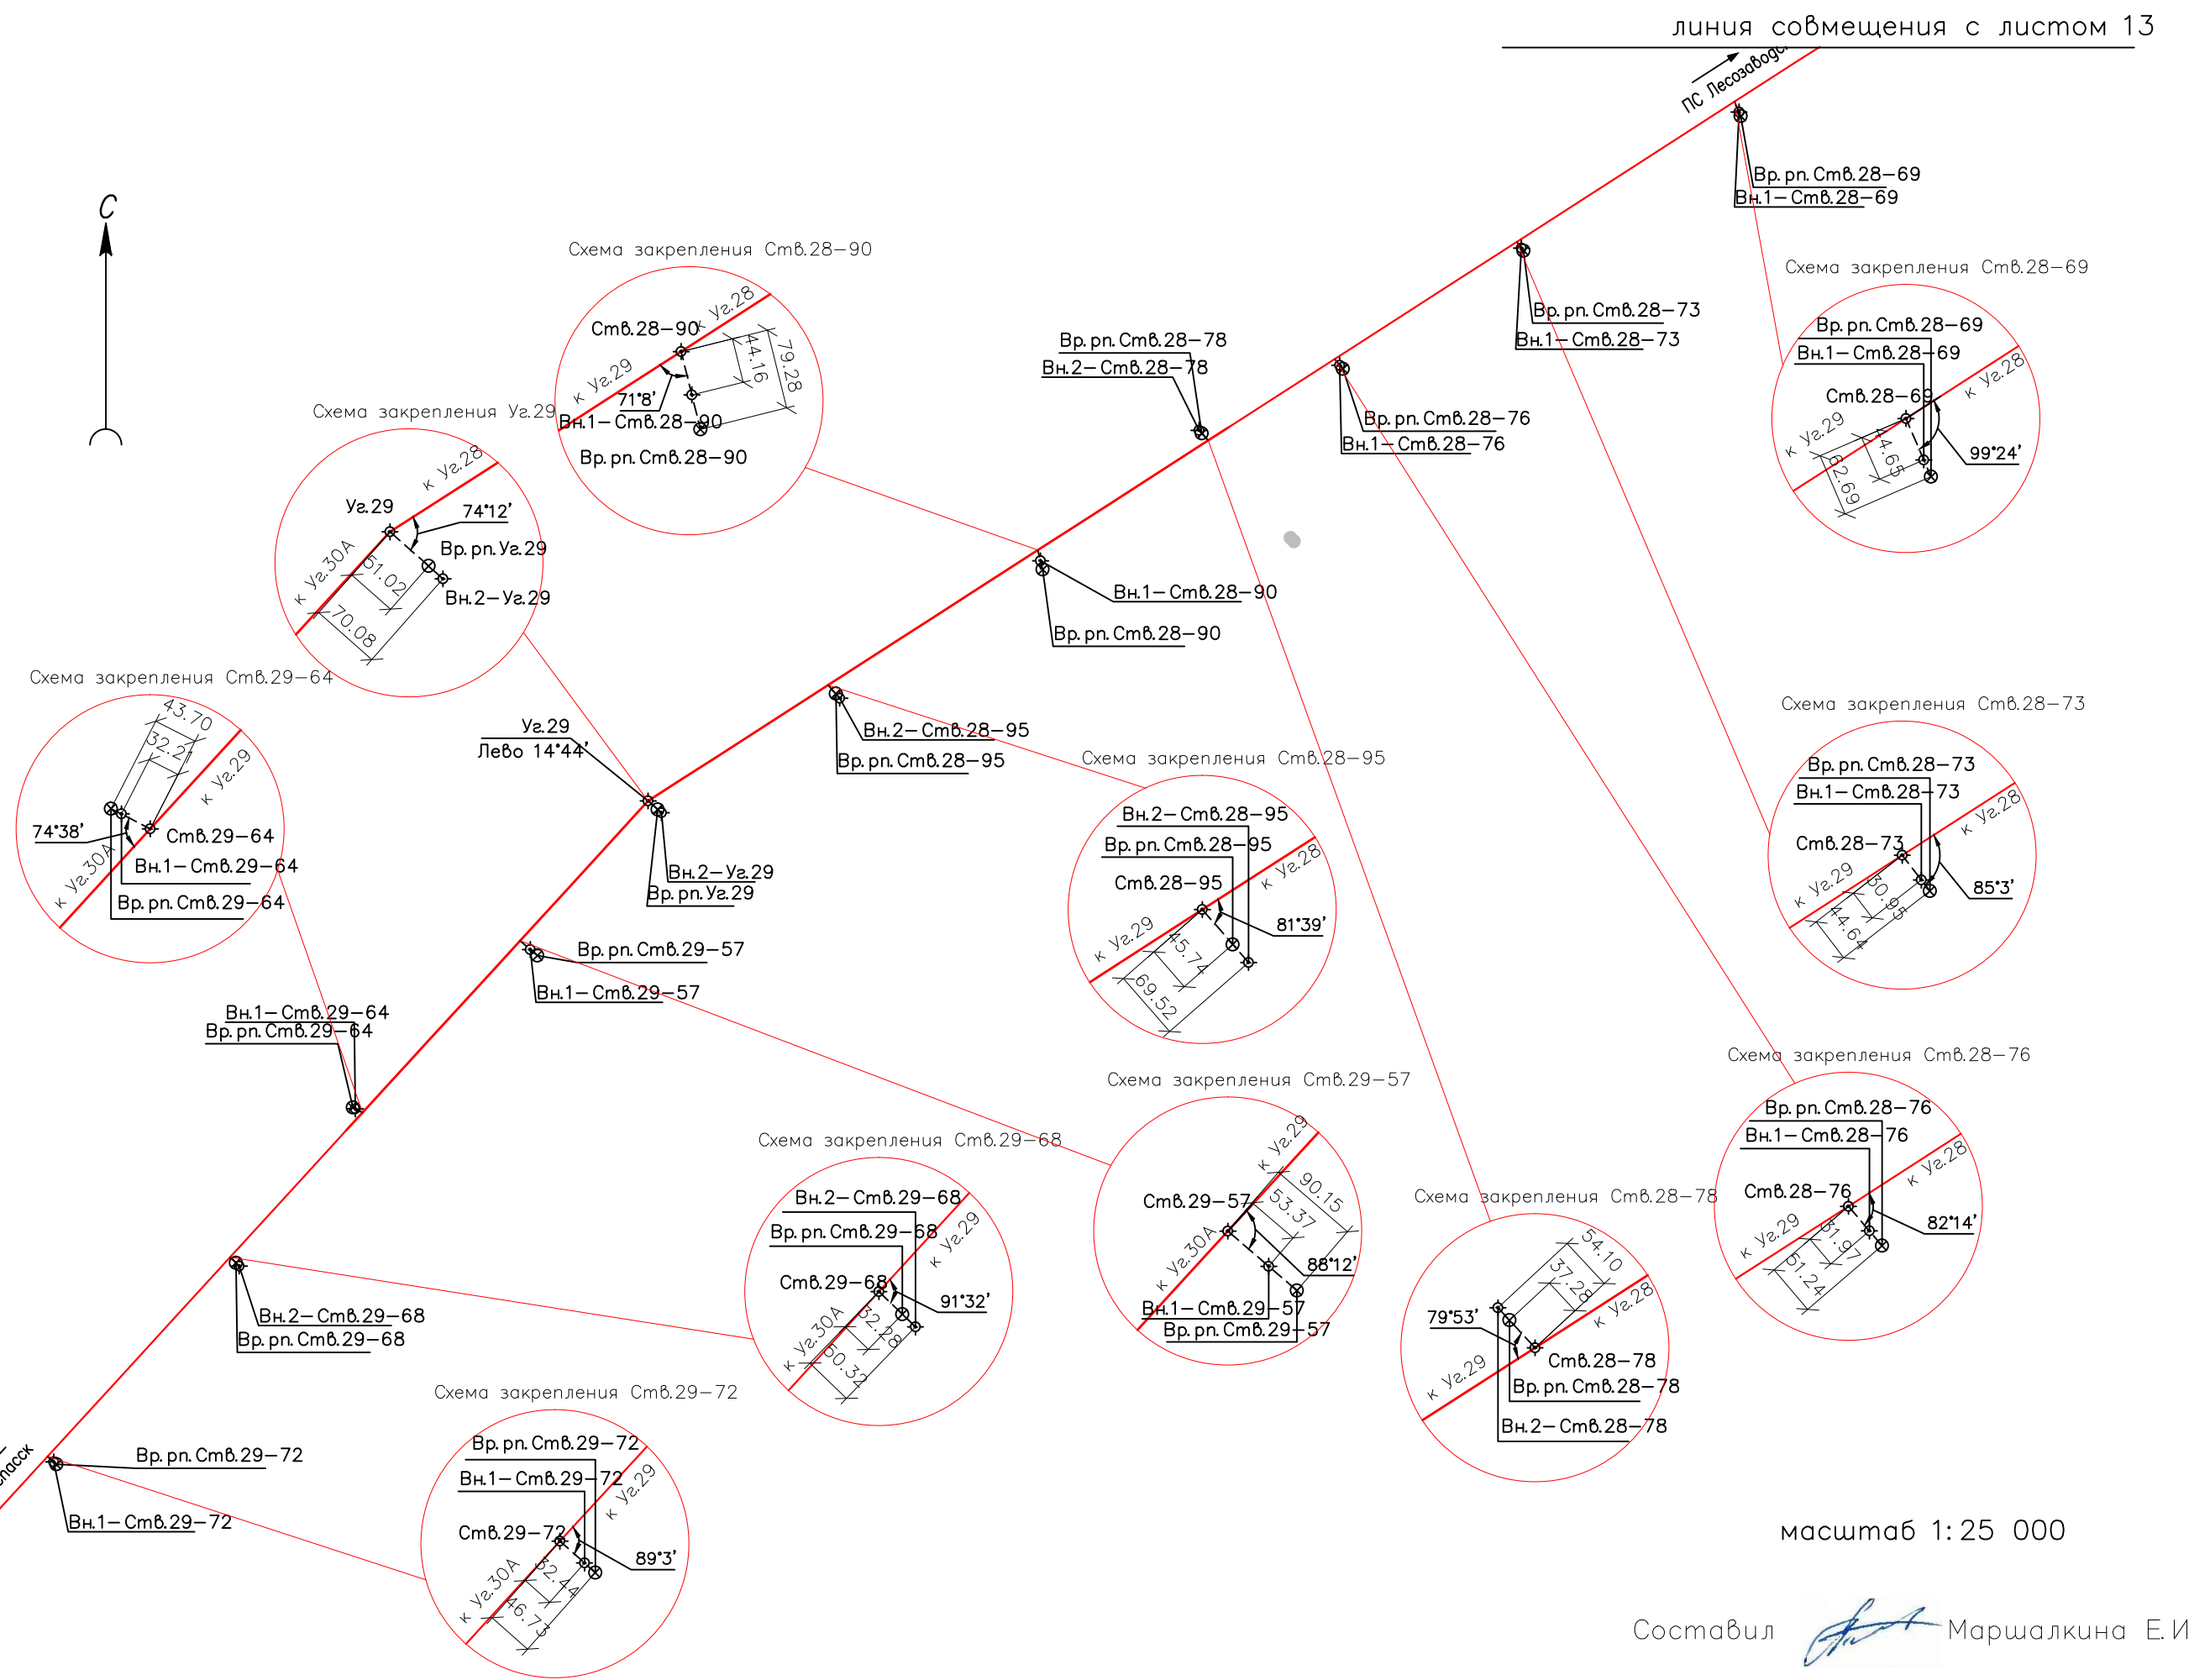 линия совмещения с листом 13
ПС Лесозаводс
С
Вр. рп. Ств.28-69
Вн.1-Ств.28-69
Схема закрепления Ств.28-90
к Уг.28
Ств.28-90
44.16
79.28
к Уг.29
71°8'
Вн.1-Ств.28-90
Вр. рп. Ств.28-90
Схема закрепления Ств.28-69
Вр. рп. Ств.28-69
Вн.1-Ств.28-69
Ств.28-69
к Уг.28
к Уг.29
44.65
62.69
99°24'
Вр. рп. Ств.28-73
Вн.1-Ств.28-73
Вр. рп. Ств.28-78
Вн.2-Ств.28-78
Вр. рп. Ств.28-76
Вн.1-Ств.28-76
Схема закрепления Уг.29
к Уг.28
Уг.29
74°12'
Вр. рп. Уг.29
Вн.2-Уг.29
к Уг.30А
51.02
70.08
Вн.1-Ств.28-90
Вр. рп. Ств.28-90
Схема закрепления Ств.29-64
43.70
32.21
к Уг.29
74°38'
Ств.29-64
Вн.1-Ств.29-64
к Уг.30А
Вр. рп. Ств.29-64
Уг.29
Лево 14°44'
Вн.2-Ств.28-95
Вр. рп. Ств.28-95
Схема закрепления Ств.28-73
Вр. рп. Ств.28-73
Вн.1-Ств.28-73
к Уг.28
Ств.28-73
к Уг.29
30.95
44.64
85°3'
Схема закрепления Ств.28-95
Вн.2-Ств.28-95
Вр. рп. Ств.28-95
к Уг.28
Ств.28-95
81°39'
к Уг.29
45.74
69.52
Вн.2-Уг.29
Вр. рп. Уг.29
Вр. рп. Ств.29-57
Вн.1-Ств.29-57
Вн.1-Ств.29-64
Вр. рп. Ств.29-64
Схема закрепления Ств.28-76
Вр. рп. Ств.28-76
Вн.1-Ств.28-76
к Уг.28
Ств.28-76
82°14'
к Уг.29
31.97
51.24
Схема закрепления Ств.29-57
к Уг.29
90.15
53.37
Ств.29-57
к Уг.30А
88°12'
Вн.1-Ств.29-57
Вр. рп. Ств.29-57
Схема закрепления Ств.29-68
Вн.2-Ств.29-68
Вр. рп. Ств.29-68
к Уг.29
Ств.29-68
91°32'
к Уг.30А
32.28
50.32
Схема закрепления Ств.28-78
54.10
37.28
к Уг.28
79°53'
к Уг.29
Ств.28-78
Вр. рп. Ств.28-78
Вн.2-Ств.28-78
Вн.2-Ств.29-68
Вр. рп. Ств.29-68
Схема закрепления Ств.29-72
Вр. рп. Ств.29-72
Вн.1-Ств.29-72
к Уг.29
Ств.29-72
89°3'
к Уг.30А
32.44
46.73
пасск
Вр. рп. Ств.29-72
Вн.1-Ств.29-72
масштаб 1:25 000
Составил Маршалкина Е.И